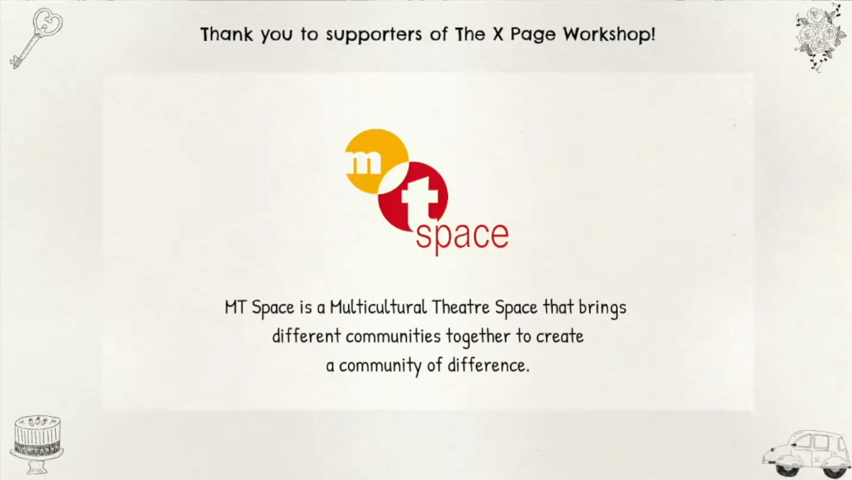 Thank you to supporters of The X Page Workshop!
m
t
space
MT Space is a Multicultural Theatre Space that brings
different communities together to create
a community of difference.